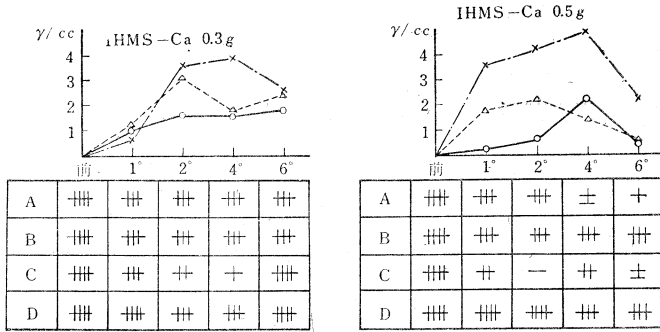 IHMS-Ca 0.3g
γ/cc
4
3
2
1
前 1° 2° 4° 6°
A ++++ +++ +++ +++ +++
B ++++ +++ +++ +++ +++
C ++++ +++ ++ + ++++
D ++++ ++++ +++ +++ ++++
IHMS-Ca 0.5g
γ/cc
4
3
2
1
前 1° 2° 4° 6°
A ++++ +++ +++ ± +
B ++++ ++++ +++ +++ +++
C ++++ ++ － ++ ±
D ++++ ++++ ++++ +++ ++++